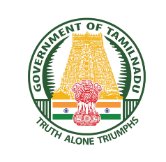 GOVERNMENT OF TAMILNADU
TRUTH ALONE TRIUMPHS